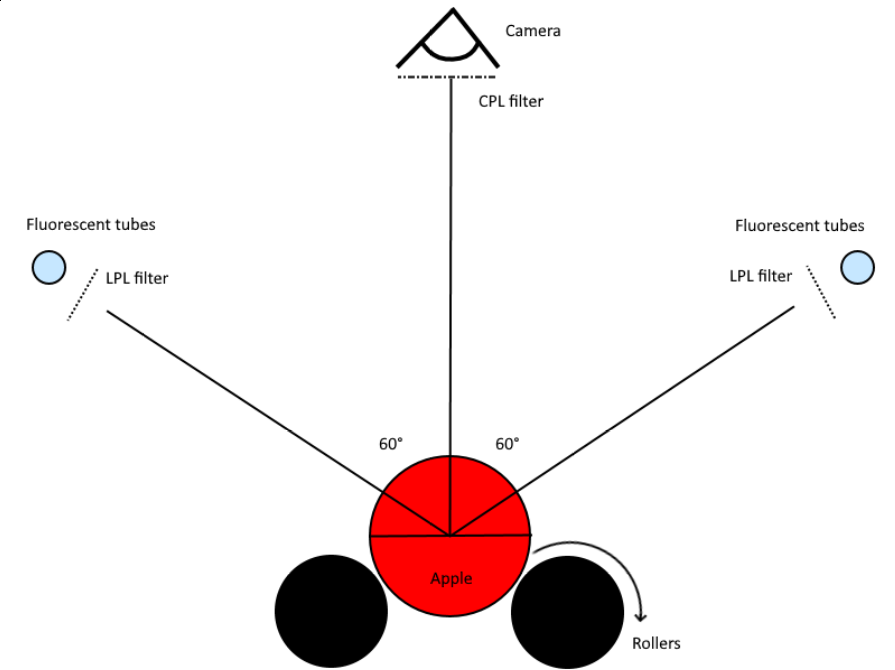 Camera
CPL filter
Fluorescent tubes
Fluorescent tubes
LPL filter
LPL filter
60°
60°
Apple
Rollers